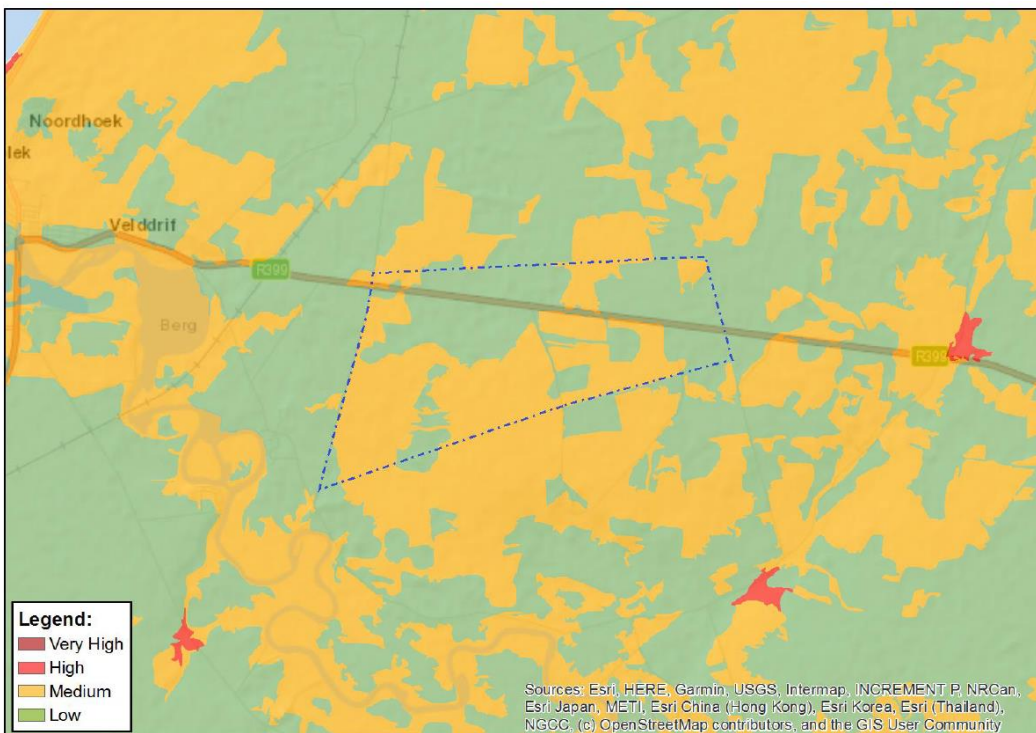 Noordhoek
lek
Velddrif
R399
Berg
R399
Legend:
Very High
High
Medium
Low
Sources: Esri, HERE, Garmin, USGS, Intermap, INCREMENT P, NRCan,
Esri Japan, METI, Esri China (Hong Kong), Esri Korea, Esri (Thailand),
NGCC, (c) OpenStreetMap contributors, and the GIS User Community